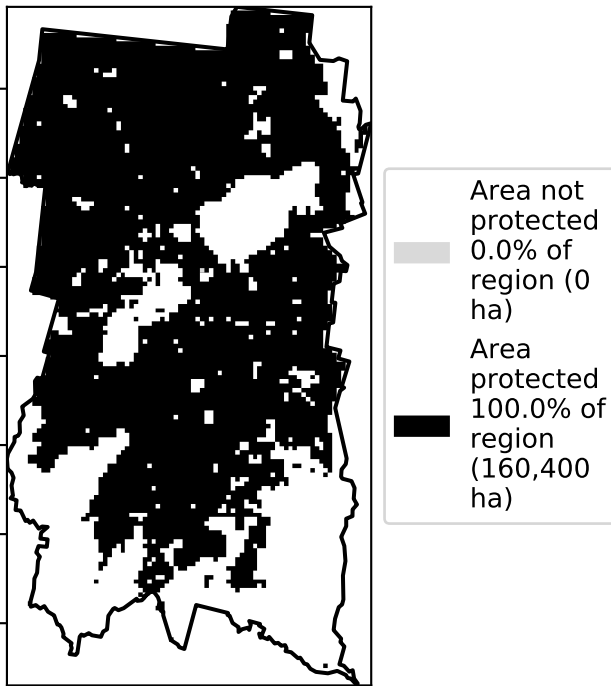 Area not
protected
0.0% of
region (0
ha)
Area
protected
100.0% of
region
(160,400
ha)